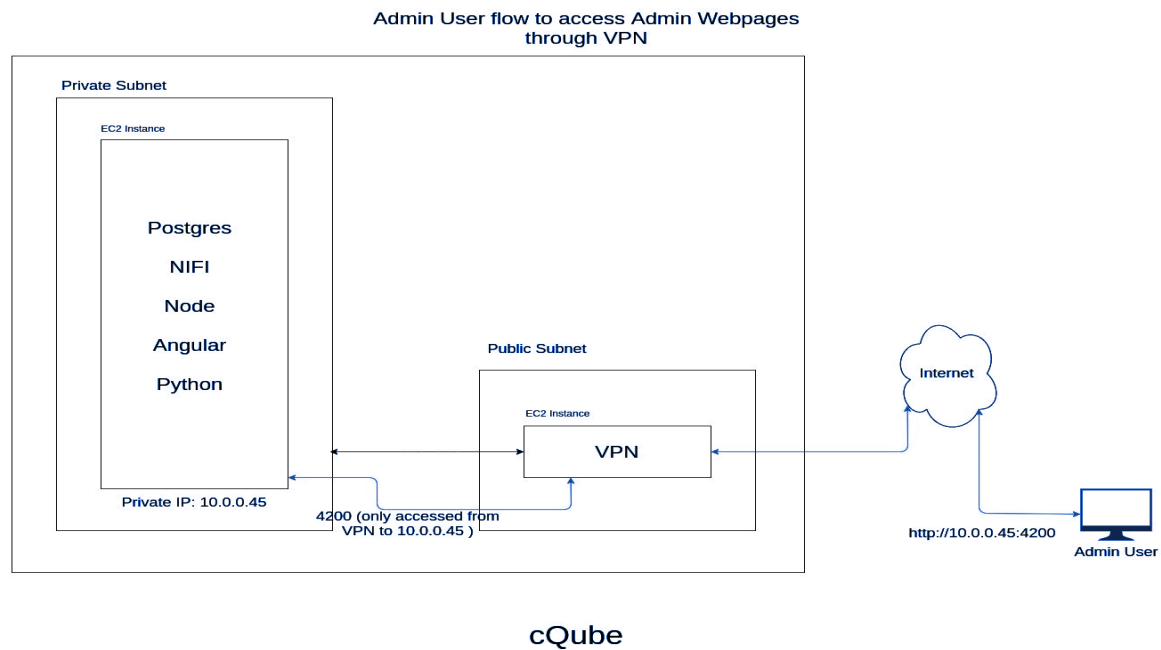 Admin User flow to access Admin Webpages
through VPN
Private Subnet
EC2 Instance
Postgres
NIFI
Node
Angular
Python
Private IP: 10.0.0.45
Public Subnet
EC2 Instance
VPN
4200 (only accessed from
VPN to 10.0.0.45 )
Internet
http://10.0.0.45:4200
Admin User
cQube